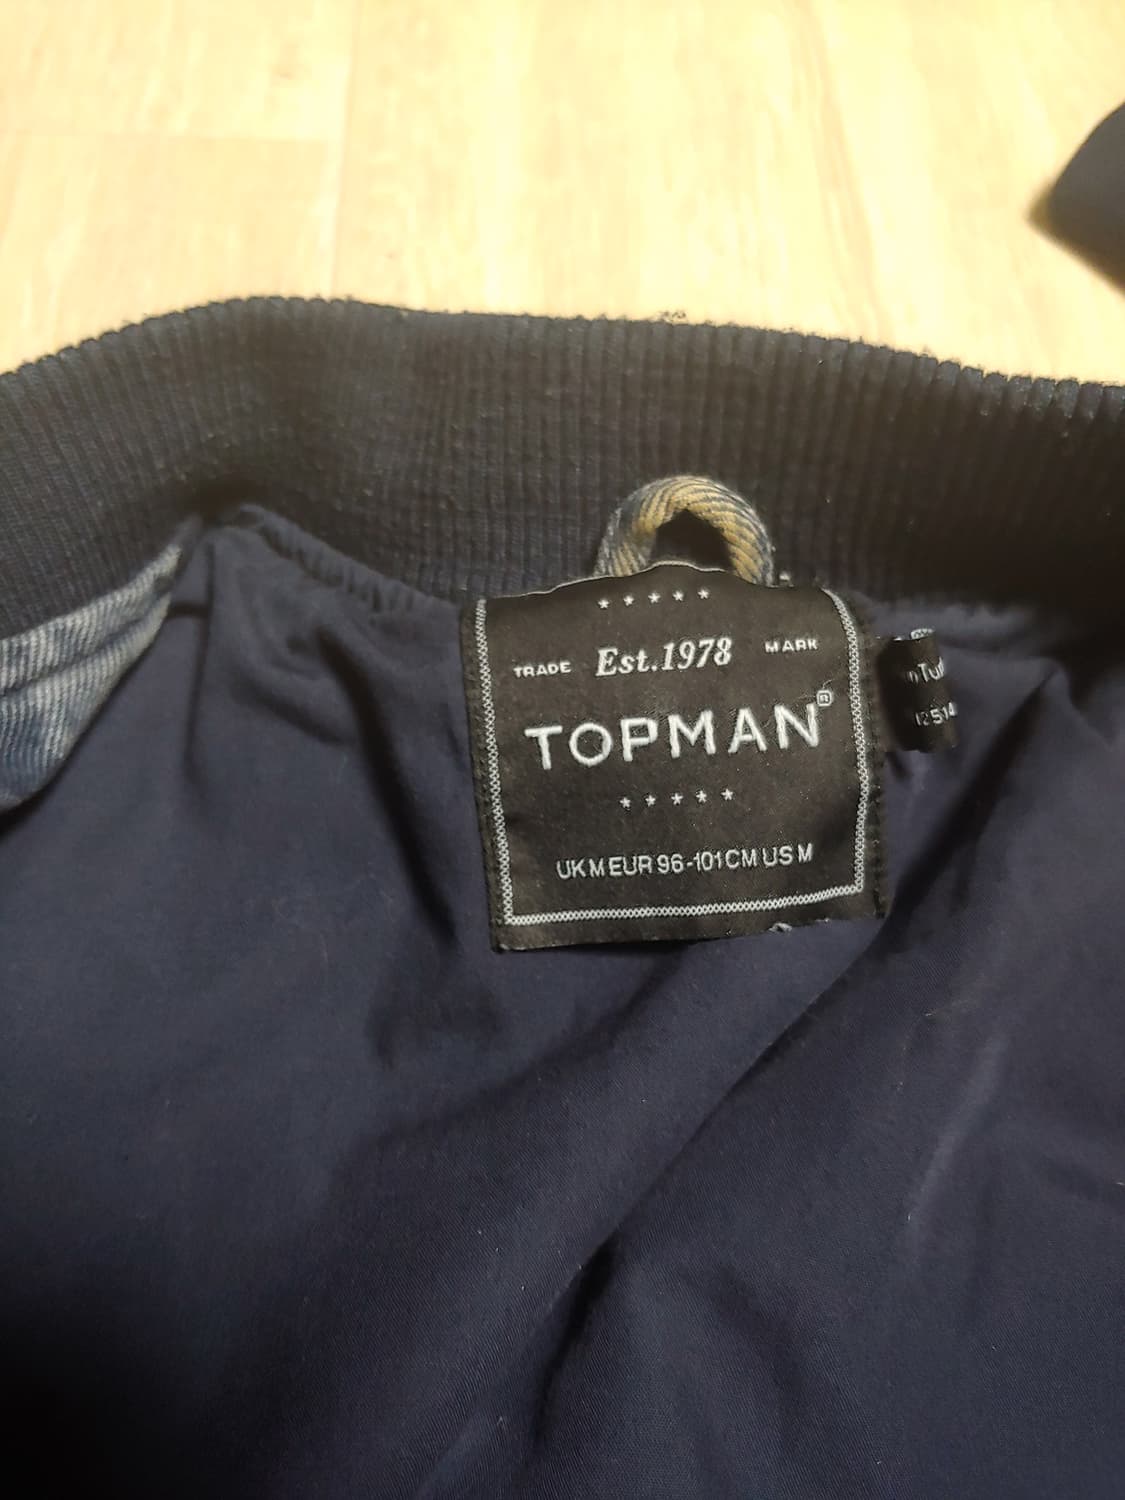 TRADE Est.1978 MARK
TOPMAN
UK M EUR 96-101CM US M